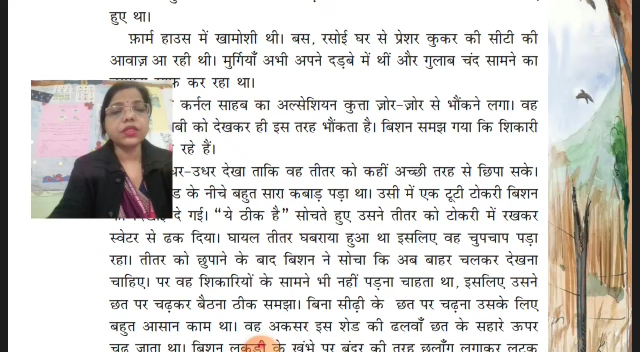 हुए था।
फ़ार्म हाउस में खामोशी थी। बस, रसोई घर से प्रेशर कुकर की सीटी की
आवाज़ आ रही थी। मुर्गियाँ अभी अपने दड़बे में थीं और गुलाब चंद सामने का
कर रहा था।
कर्नल साहब का अल्सेशियन कुत्ता ज़ोर-ज़ोर से भौंकने लगा। वह
को देखकर ही इस तरह भौंकता है। बिशन समझ गया कि शिकारी
रहे हैं।
देखा ताकि वह तीतर को कहीं अच्छी तरह से छिपा सके।
के नीचे बहुत सारा कबाड़ पड़ा था। उसी में एक टूटी टोकरी बिशन
दे गई। “ये ठीक है” सोचते हुए उसने तीतर को टोकरी में रखकर
स्वेटर से ढक दिया। घायल तीतर घबराया हुआ था इसलिए वह चुपचाप पड़ा
रहा। तीतर को छुपाने के बाद बिशन ने सोचा कि अब बाहर चलकर देखना
चाहिए। पर वह शिकारियों के सामने भी नहीं पड़ना चाहता था, इसलिए उसने
छत पर चढ़कर बैठना ठीक समझा। बिना सीढ़ी के छत पर चढ़ना उसके लिए
बहुत आसान काम था। वह अकसर इस शेड की ढलवाँ छत के सहारे ऊपर
चढ़ जाता था। बिशन लकड़ी के खंभे पर बंदर की तरह छलाँग लगाकर लटक